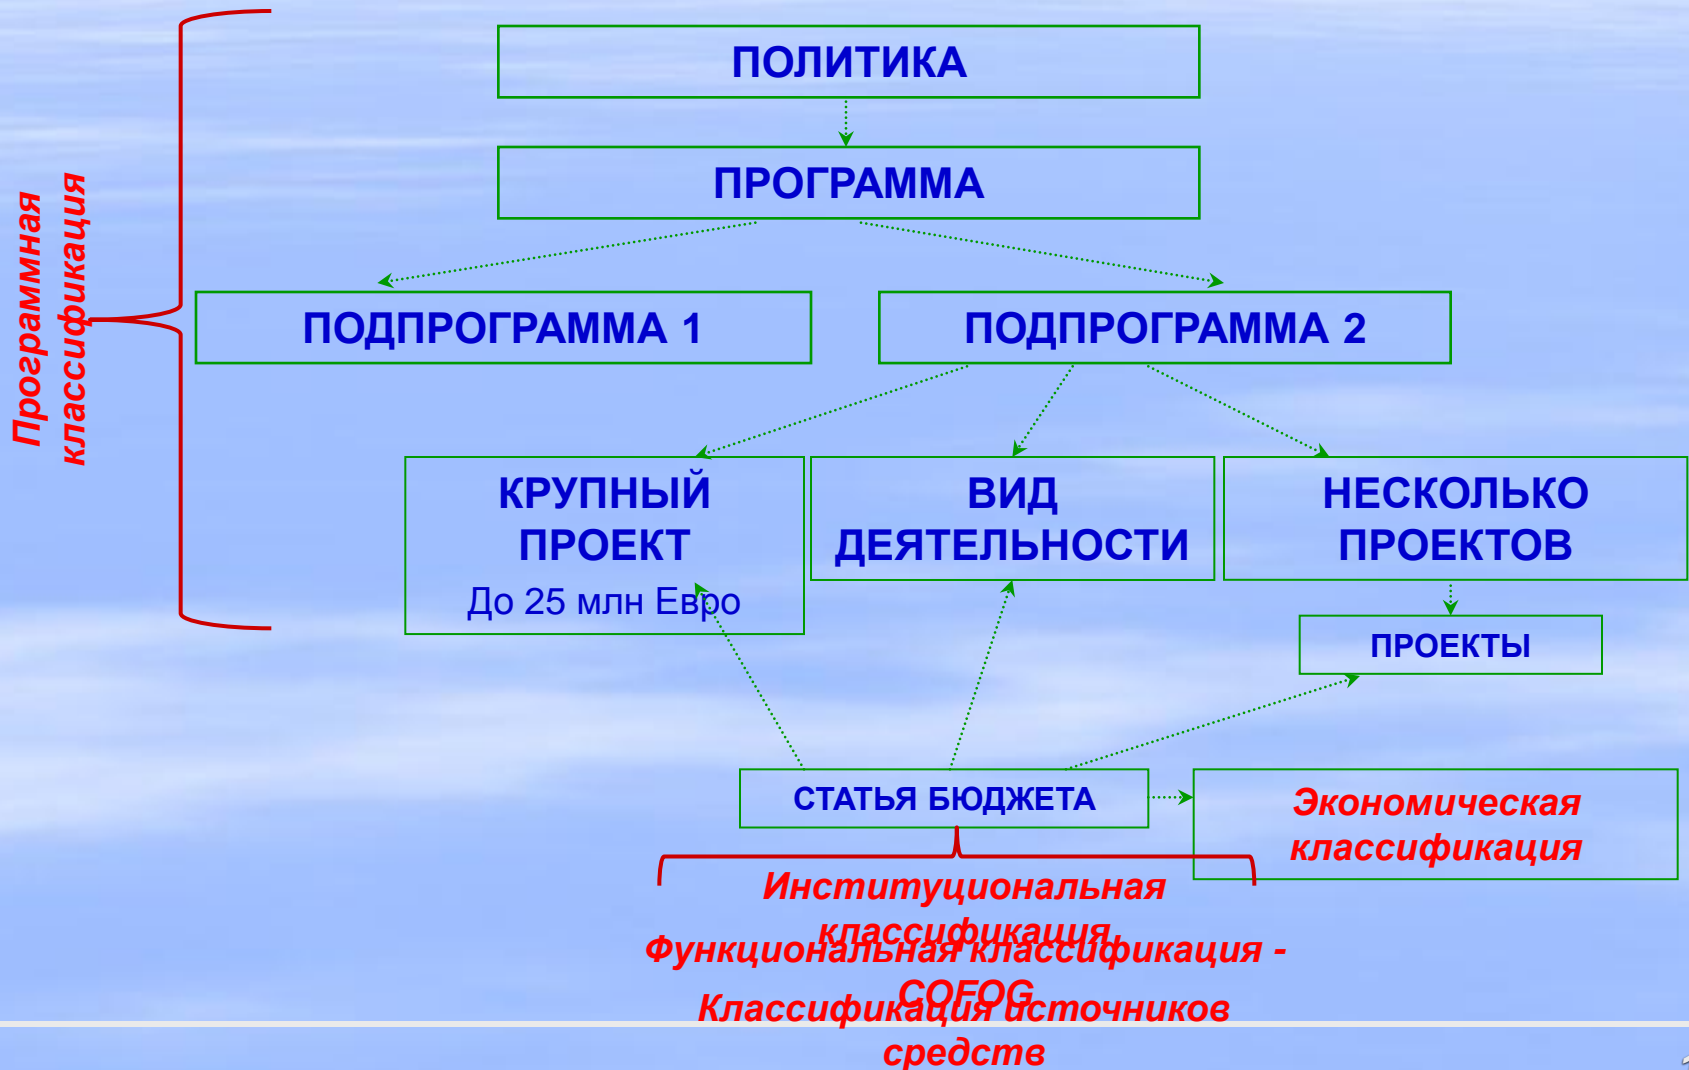 ПОЛИТИКА
ПРОГРАММА
Программная
классификация
ПОДПРОГРАММА 1
ПОДПРОГРАММА 2
КРУПНЫЙ
ПРОЕКТ
До 25 млн Евро
ВИД
ДЕЯТЕЛЬНОСТИ
НЕСКОЛЬКО
ПРОЕКТОВ
ПРОЕКТЫ
СТАТЬЯ БЮДЖЕТА
Экономическая
классификация
Институциональная
классификация
Функциональная классификация -
COFOG
Классификация источников
средств